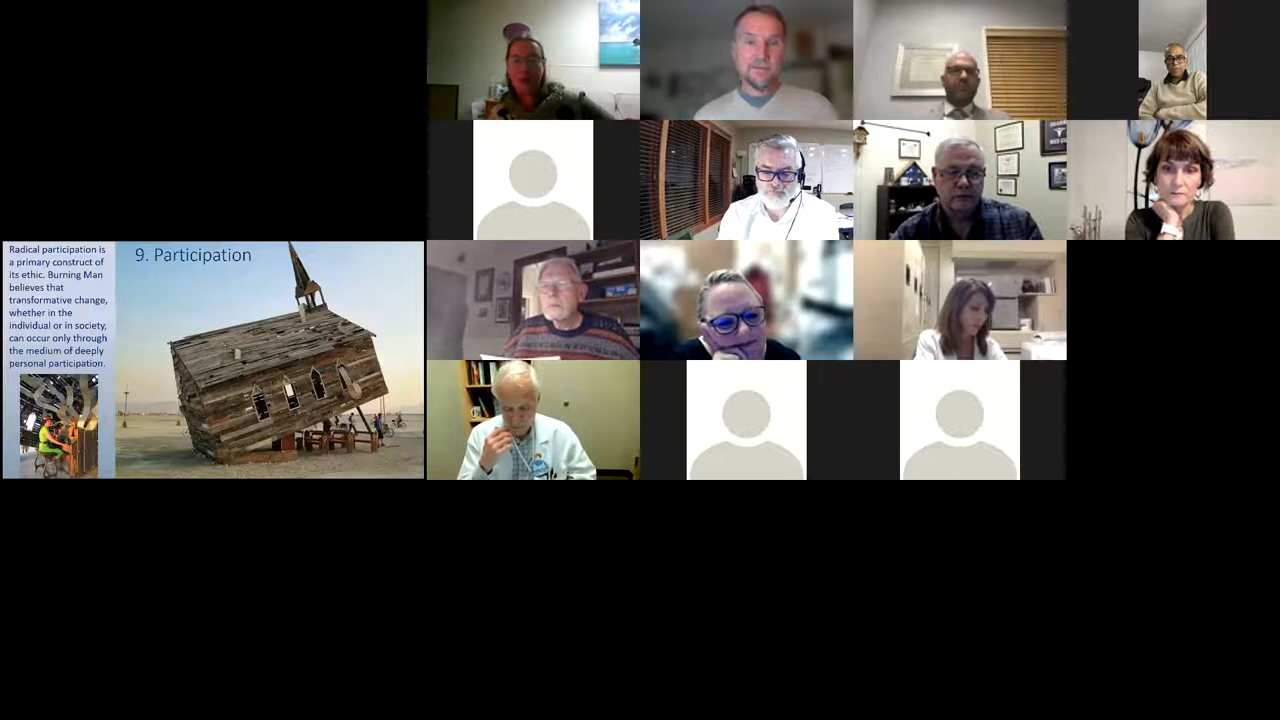 Radical participation is
a primary construct of
its ethic. Burning Man
believes that
transformative change,
whether in the
individual or in society,
can occur only through
the medium of deeply
personal participation.
9. Participation